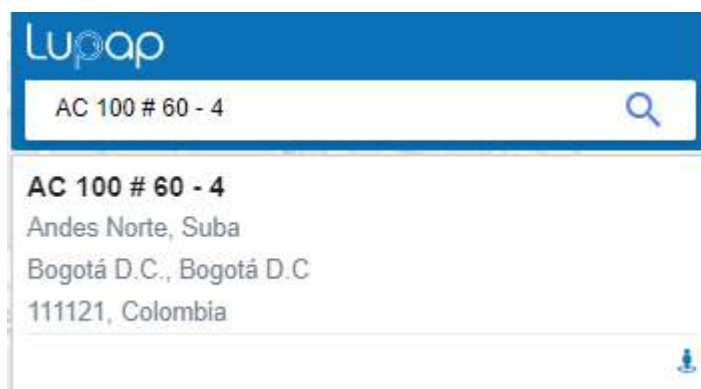 Lupap
AC 100 # 60 - 4
AC 100 # 60 - 4
Andes Norte, Suba
Bogotá D.C., Bogotá D.C
111121, Colombia